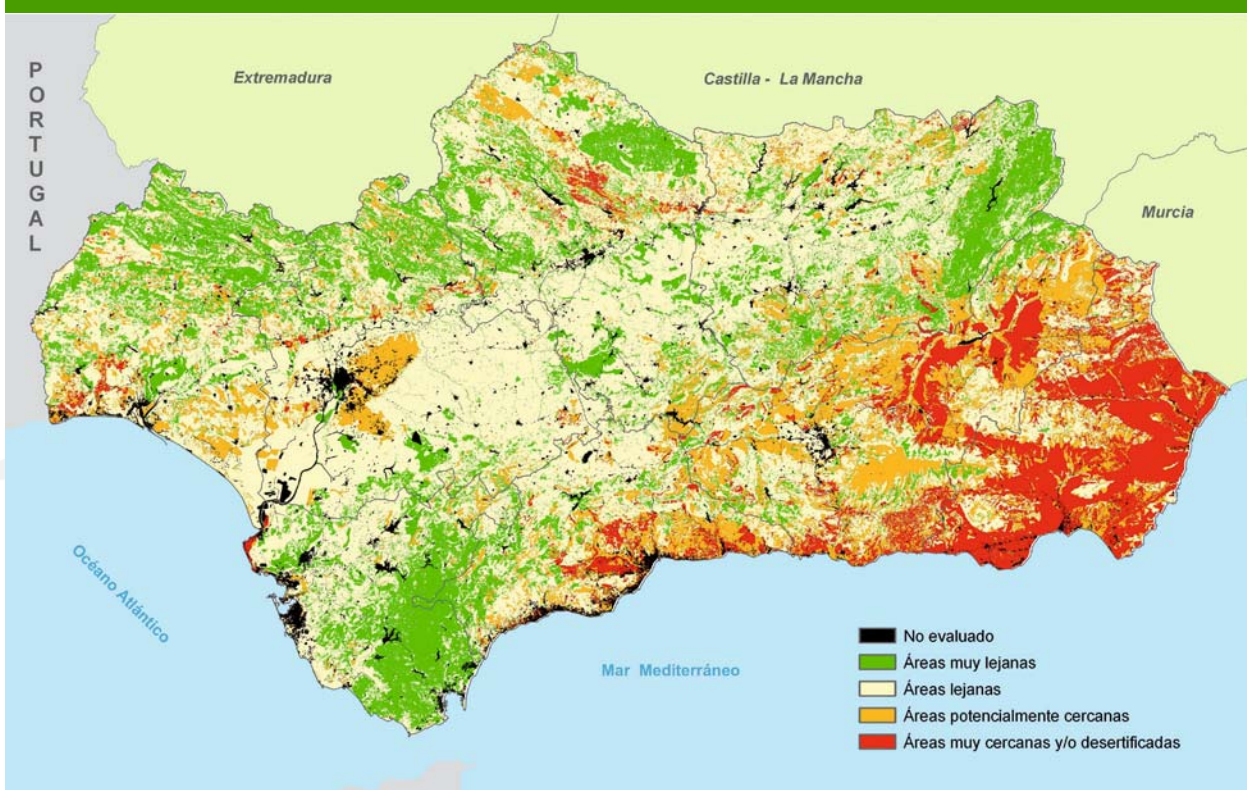 PORTUGAL
Extremadura
Castilla - La Mancha
Murcia
Océano Atlántico
Mar Mediterráneo
No evaluado
Áreas muy lejanas
Áreas lejanas
Áreas potencialmente cercanas
Áreas muy cercanas y/o desertificadas